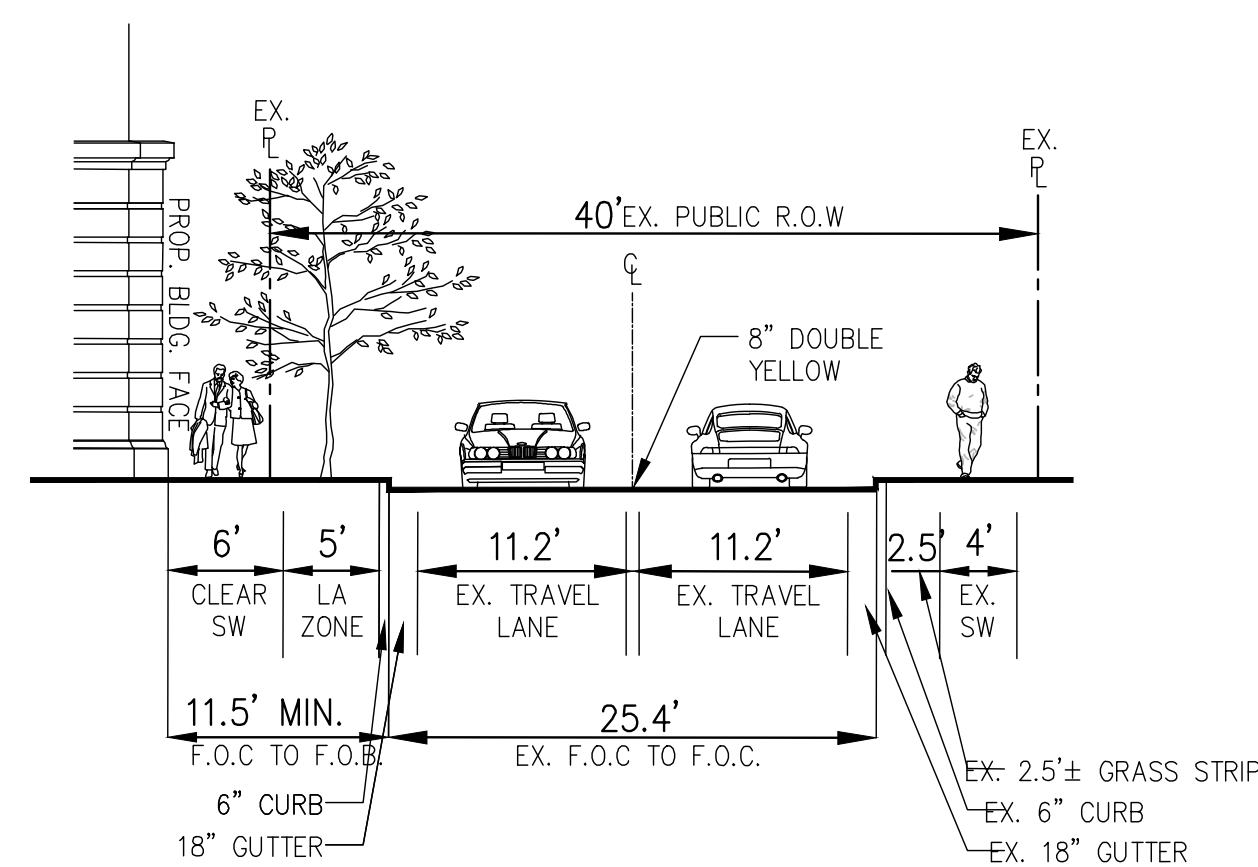 EX.
PL
EX.
PL
40' EX. PUBLIC R.O.W
CL
PROP. BLDG. FACE
8” DOUBLE
YELLOW
6’
5’
11.2’
11.2’
2.5’
4’
CLEAR
SW
LA
ZONE
EX. TRAVEL
LANE
EX. TRAVEL
LANE
EX.
SW
11.5’ MIN.
F.O.C TO F.O.B.
25.4’
EX. F.O.C TO F.O.C.
6” CURB
18” GUTTER
EX. 2.5’± GRASS STRIP
EX. 6” CURB
EX. 18” GUTTER